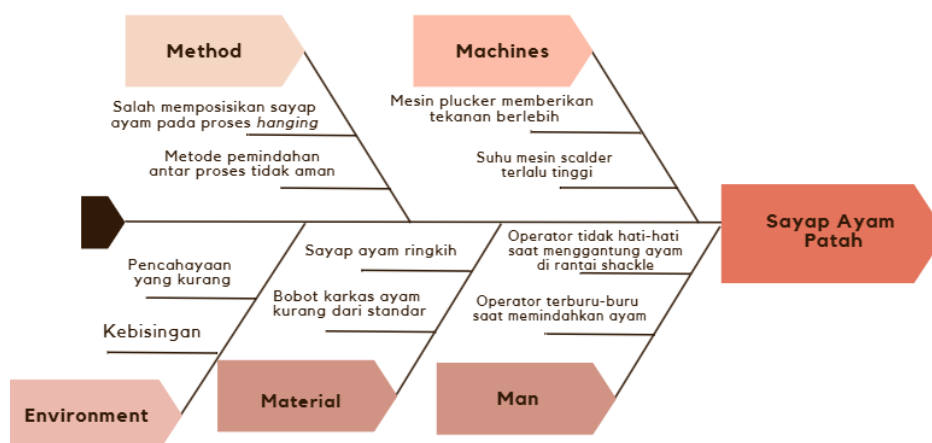 Method
Machines
Salah memposisikan sayap
ayam pada proses hanging
Metode pemindahan
antar proses tidak aman
Mesin plucker memberikan
tekanan berlebih
Suhu mesin scalder
terlalu tinggi
Sayap Ayam
Patah
Pencahayaan
yang kurang
Kebisingan
Sayap ayam ringkih
Bobot karkas ayam
kurang dari standar
Operator tidak hati-hati
saat menggantung ayam
di rantai shackle
Operator terburu-buru
saat memindahkan ayam
Environment
Material
Man